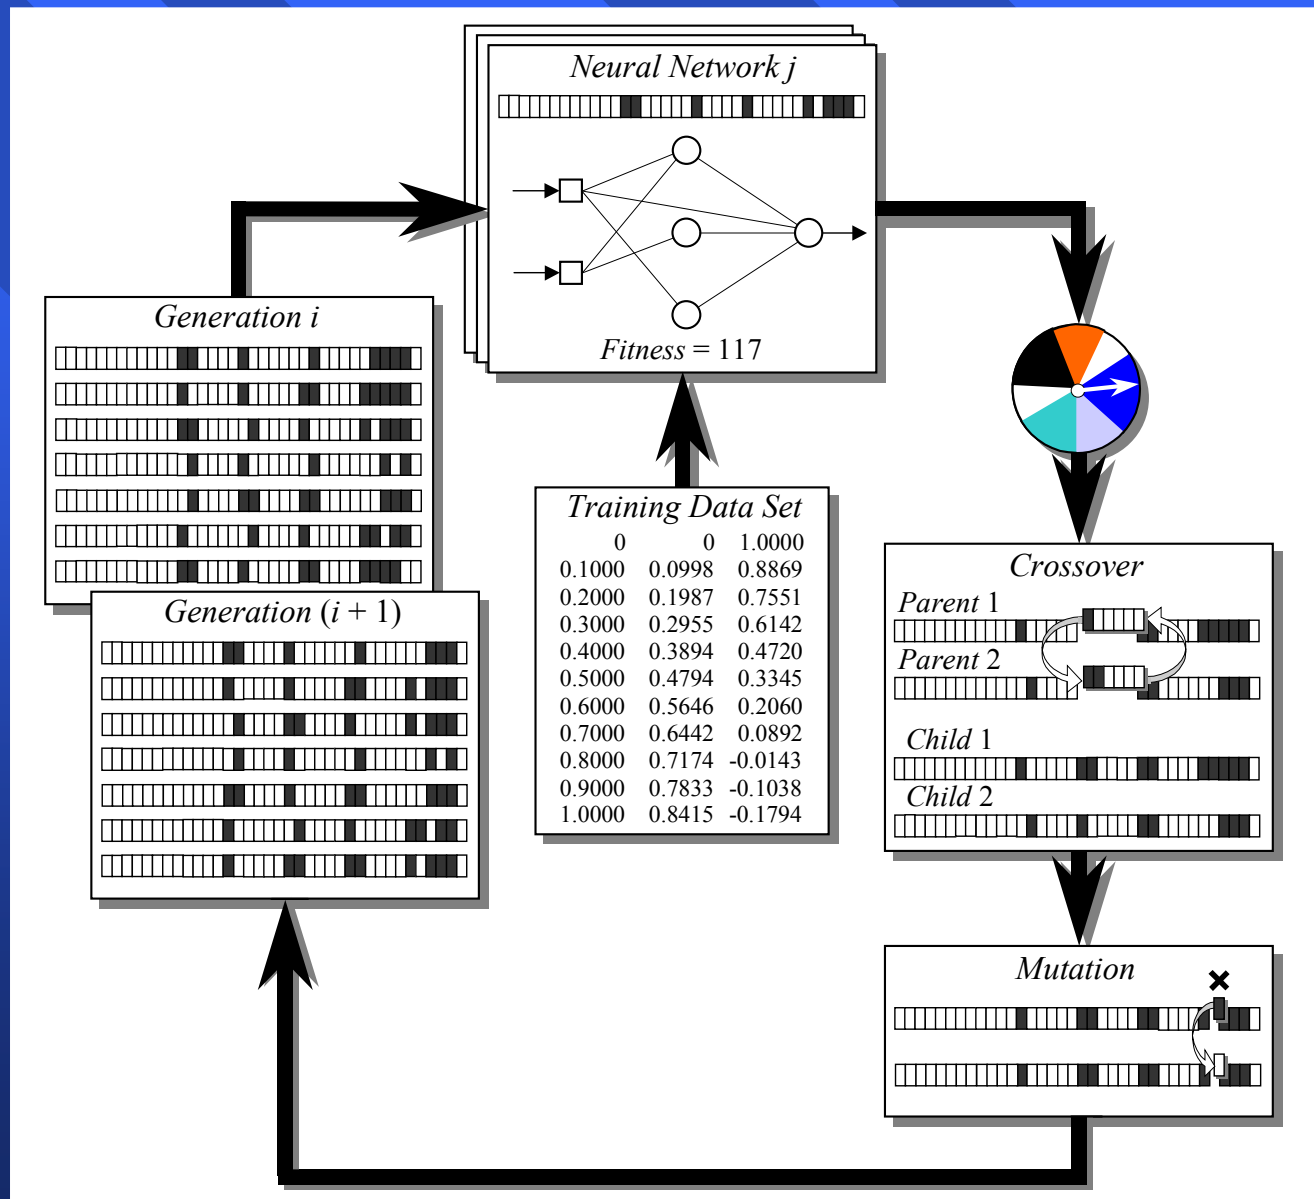 Neural Network j
Fitness = 117
Generation i
Generation (i + 1)
Training Data Set
0 0 1.0000
0.1000 0.0998 0.8869
0.2000 0.1987 0.7551
0.3000 0.2955 0.6142
0.4000 0.3894 0.4720
0.5000 0.4794 0.3345
0.6000 0.5646 0.2060
0.7000 0.6442 0.0892
0.8000 0.7174 -0.0143
0.9000 0.7833 -0.1038
1.0000 0.8415 -0.1794
Crossover
Parent 1
Parent 2
Child 1
Child 2
Mutation